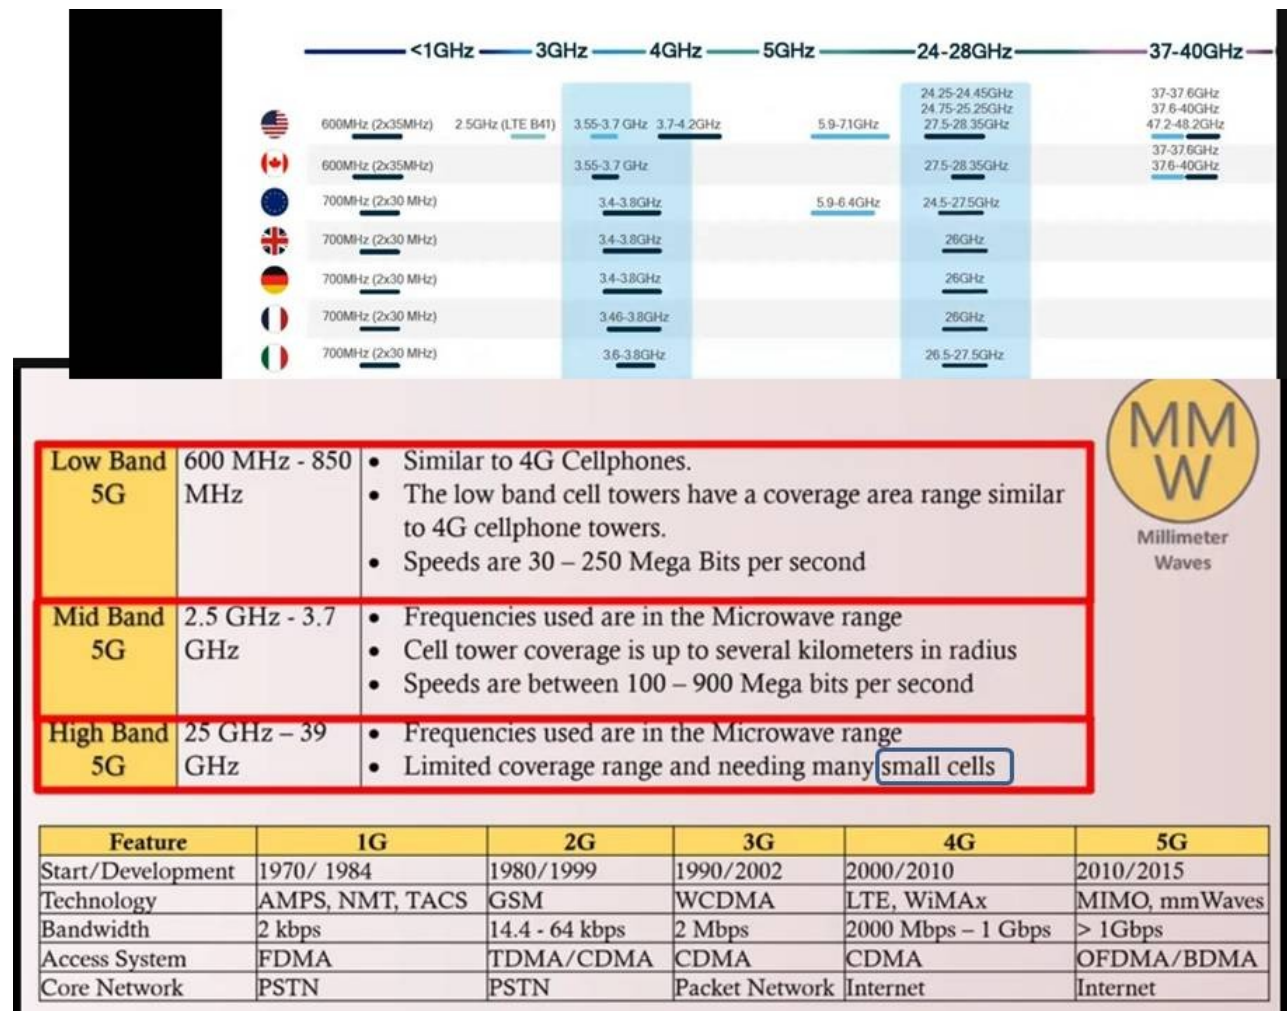 <1GHz 3GHz 4GHz 5GHz 24-28GHz 37-40GHz
24.25-24.45GHz 37-37.6GHz
24.75-25.25GHz 37.6-40GHz
600MHz (2x35MHz) 2.5GHz (LTE B41) 3.55-3.7 GHz 3.7-4.2GHz 5.9-7.1GHz 27.5-28.35GHz 47.2-48.2GHz
37-37.6GHz
600MHz (2x35MHz) 3.55-3.7 GHz 27.5-28.35GHz 37.6-40GHz
700MHz (2x30 MHz) 3.4-3.8GHz 5.9-6.4GHz 24.5-27.5GHz
700MHz (2x30 MHz) 3.4-3.8GHz 26GHz
700MHz (2x30 MHz) 3.4-3.8GHz 26GHz
700MHz (2x30 MHz) 3.46-3.8GHz 26GHz
700MHz (2x30 MHz) 3.6-3.8GHz 26.5-27.5GHz
MM
W
Millimeter
Waves
Low Band 600 MHz - 850 • Similar to 4G Cellphones.
5G MHz • The low band cell towers have a coverage area range similar
to 4G cellphone towers.
• Speeds are 30 – 250 Mega Bits per second
Mid Band 2.5 GHz - 3.7 • Frequencies used are in the Microwave range
5G GHz • Cell tower coverage is up to several kilometers in radius
• Speeds are between 100 – 900 Mega bits per second
High Band 25 GHz – 39 • Frequencies used are in the Microwave range
5G GHz • Limited coverage range and needing many small cells
Feature 1G 2G 3G 4G 5G
Start/Development 1970/ 1984 1980/1999 1990/2002 2000/2010 2010/2015
Technology AMPS, NMT, TACS GSM WCDMA LTE, WiMAx MIMO, mmWaves
Bandwidth 2 kbps 14.4 - 64 kbps 2 Mbps 2000 Mbps – 1 Gbps > 1Gbps
Access System FDMA TDMA/CDMA CDMA CDMA OFDMA/BDMA
Core Network PSTN PSTN Packet Network Internet Internet